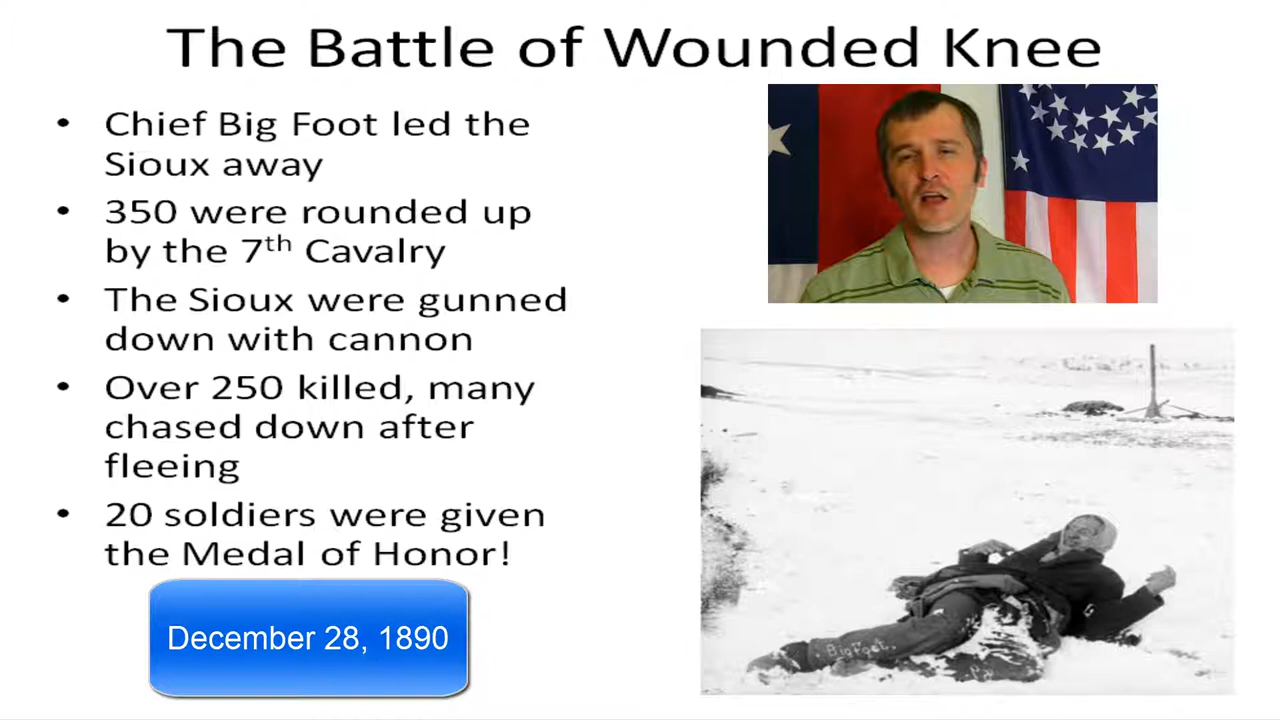 The Battle of Wounded Knee
• Chief Big Foot led the
Sioux away
• 350 were rounded up
by the 7th Cavalry
• The Sioux were gunned
down with cannon
• Over 250 killed, many
chased down after
fleeing
• 20 soldiers were given
the Medal of Honor!
December 28, 1890
Big Foot.